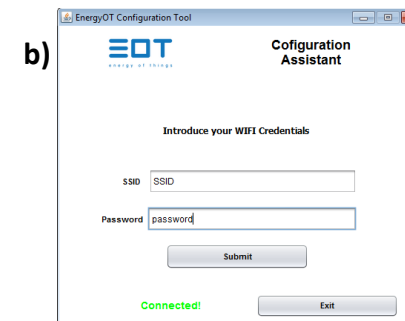 EnergyOT Configuration Tool
b)
EOT
energy of things
Cofiguration
Assistant
Introduce your WIFI Credentials
SSID SSID
Password password
Submit
Connected!
Exit